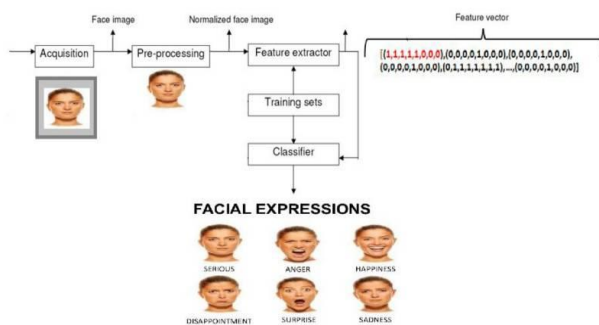 Face image
Normalized face image
Feature vector
Acquisition
Pre-processing
Feature extractor
[(1,1,1,1,1,0,0,0),(0,0,0,0,1,0,0,0),(0,0,0,0,1,0,0,0),
(0,0,0,0,1,0,0,0),(0,1,1,1,1,1,1,1),...,(0,0,0,0,1,0,0,0)]
Training sets
Classifier
FACIAL EXPRESSIONS
SERIOUS
ANGER
HAPPINESS
DISAPPOINTMENT
SURPRISE
SADNESS